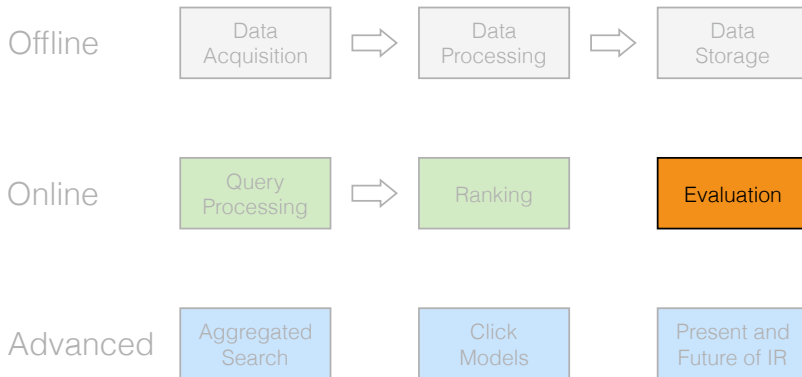 Offline
Data
Acquisition
Data
Processing
Data
Storage
Online
Query
Processing
Ranking
Evaluation
Advanced
Aggregated
Search
Click
Models
Present and
Future of IR